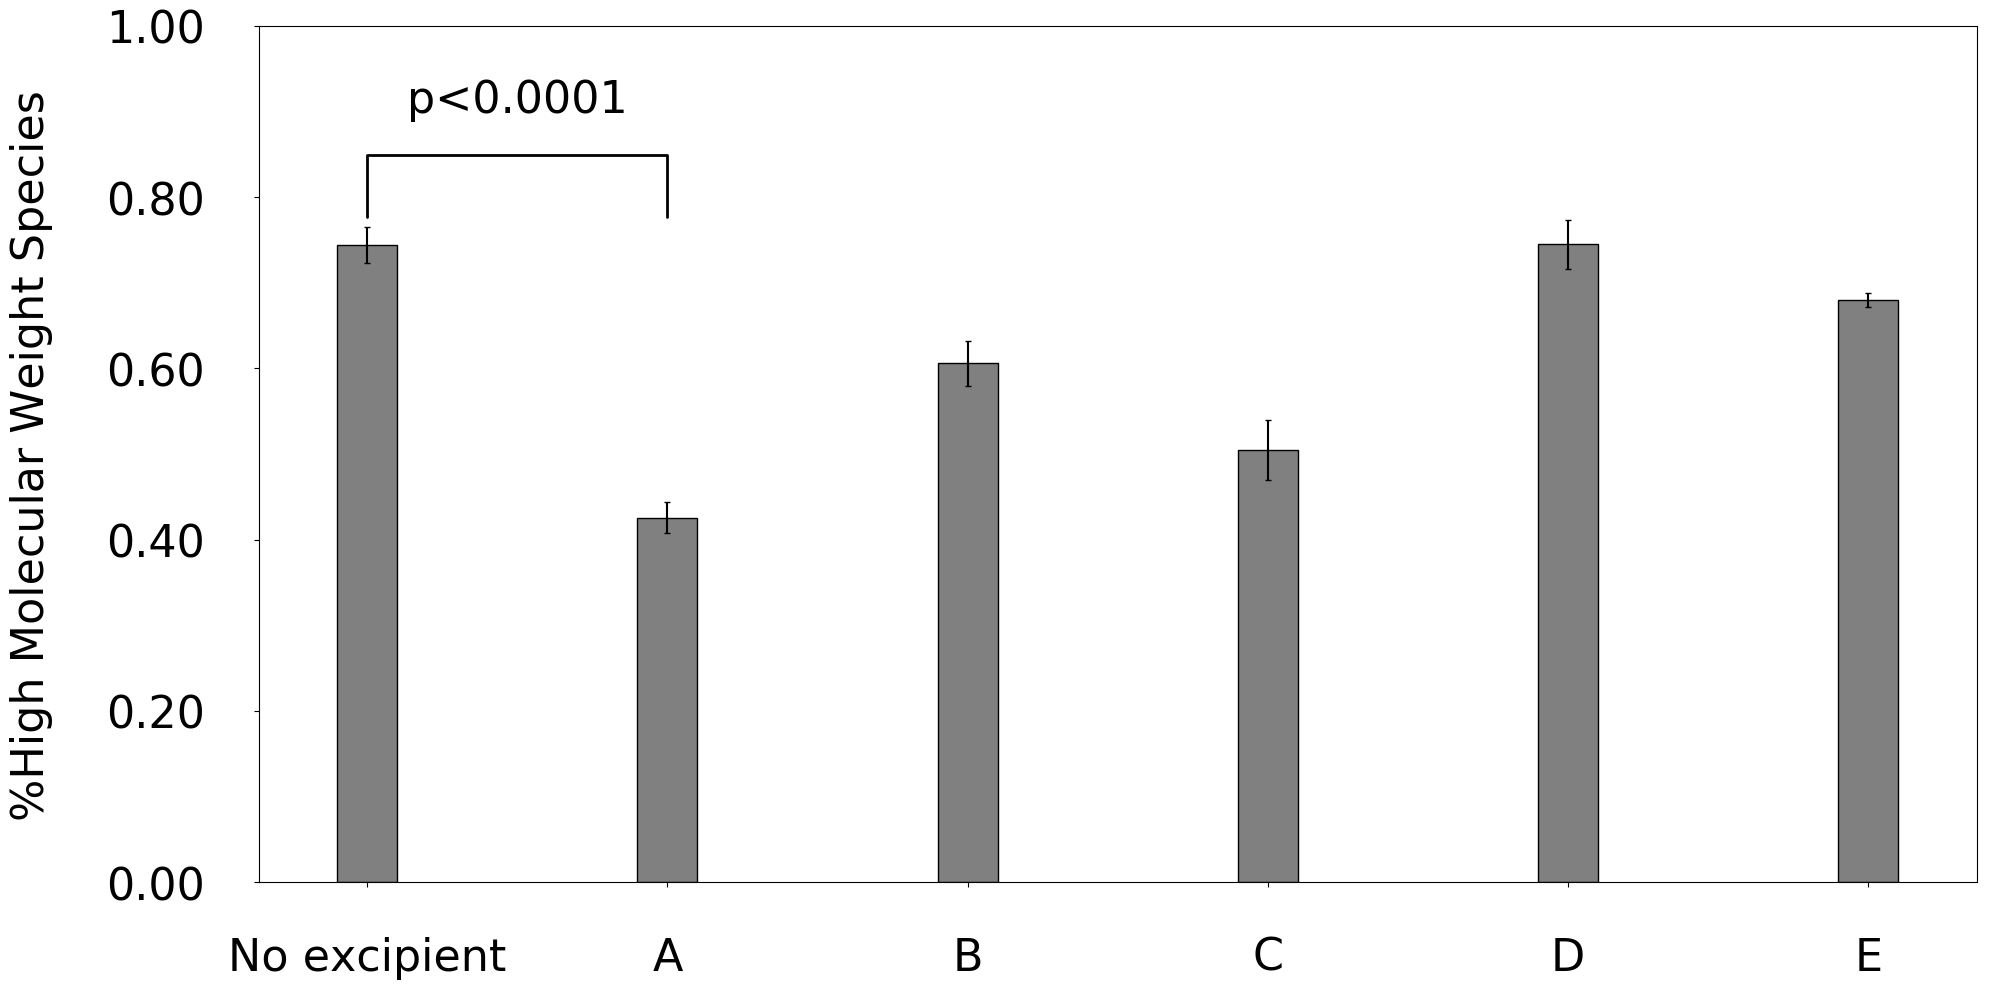 %High Molecular Weight Species
1.00
0.80
0.60
0.40
0.20
0.00
p<0.0001
No excipient
A
B
C
D
E